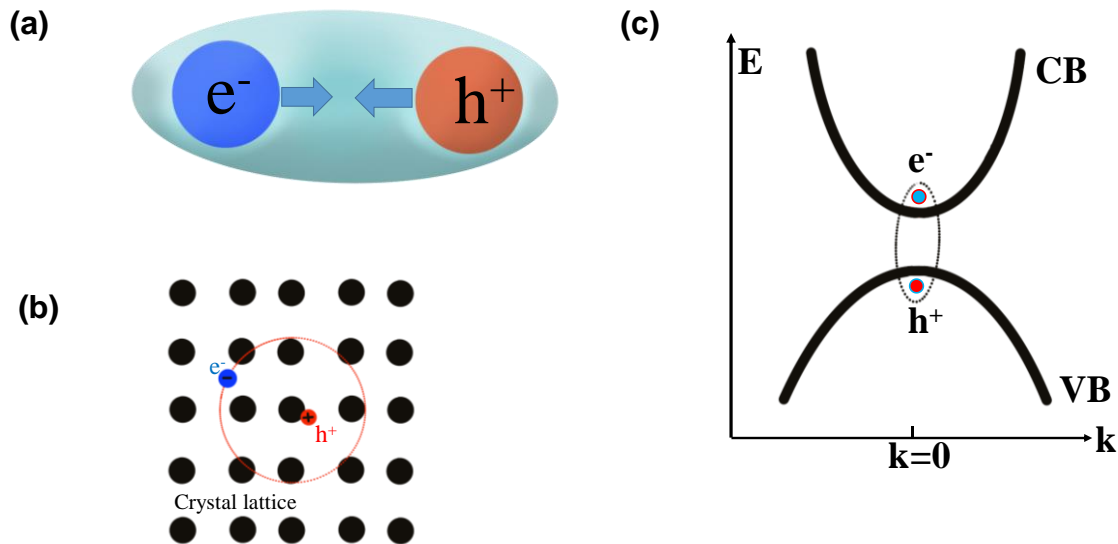 (a)
e⁻
h⁺
(b)
e⁻
−
+
h⁺
Crystal lattice
(c)
E
CB
e⁻
h⁺
VB
k
k=0